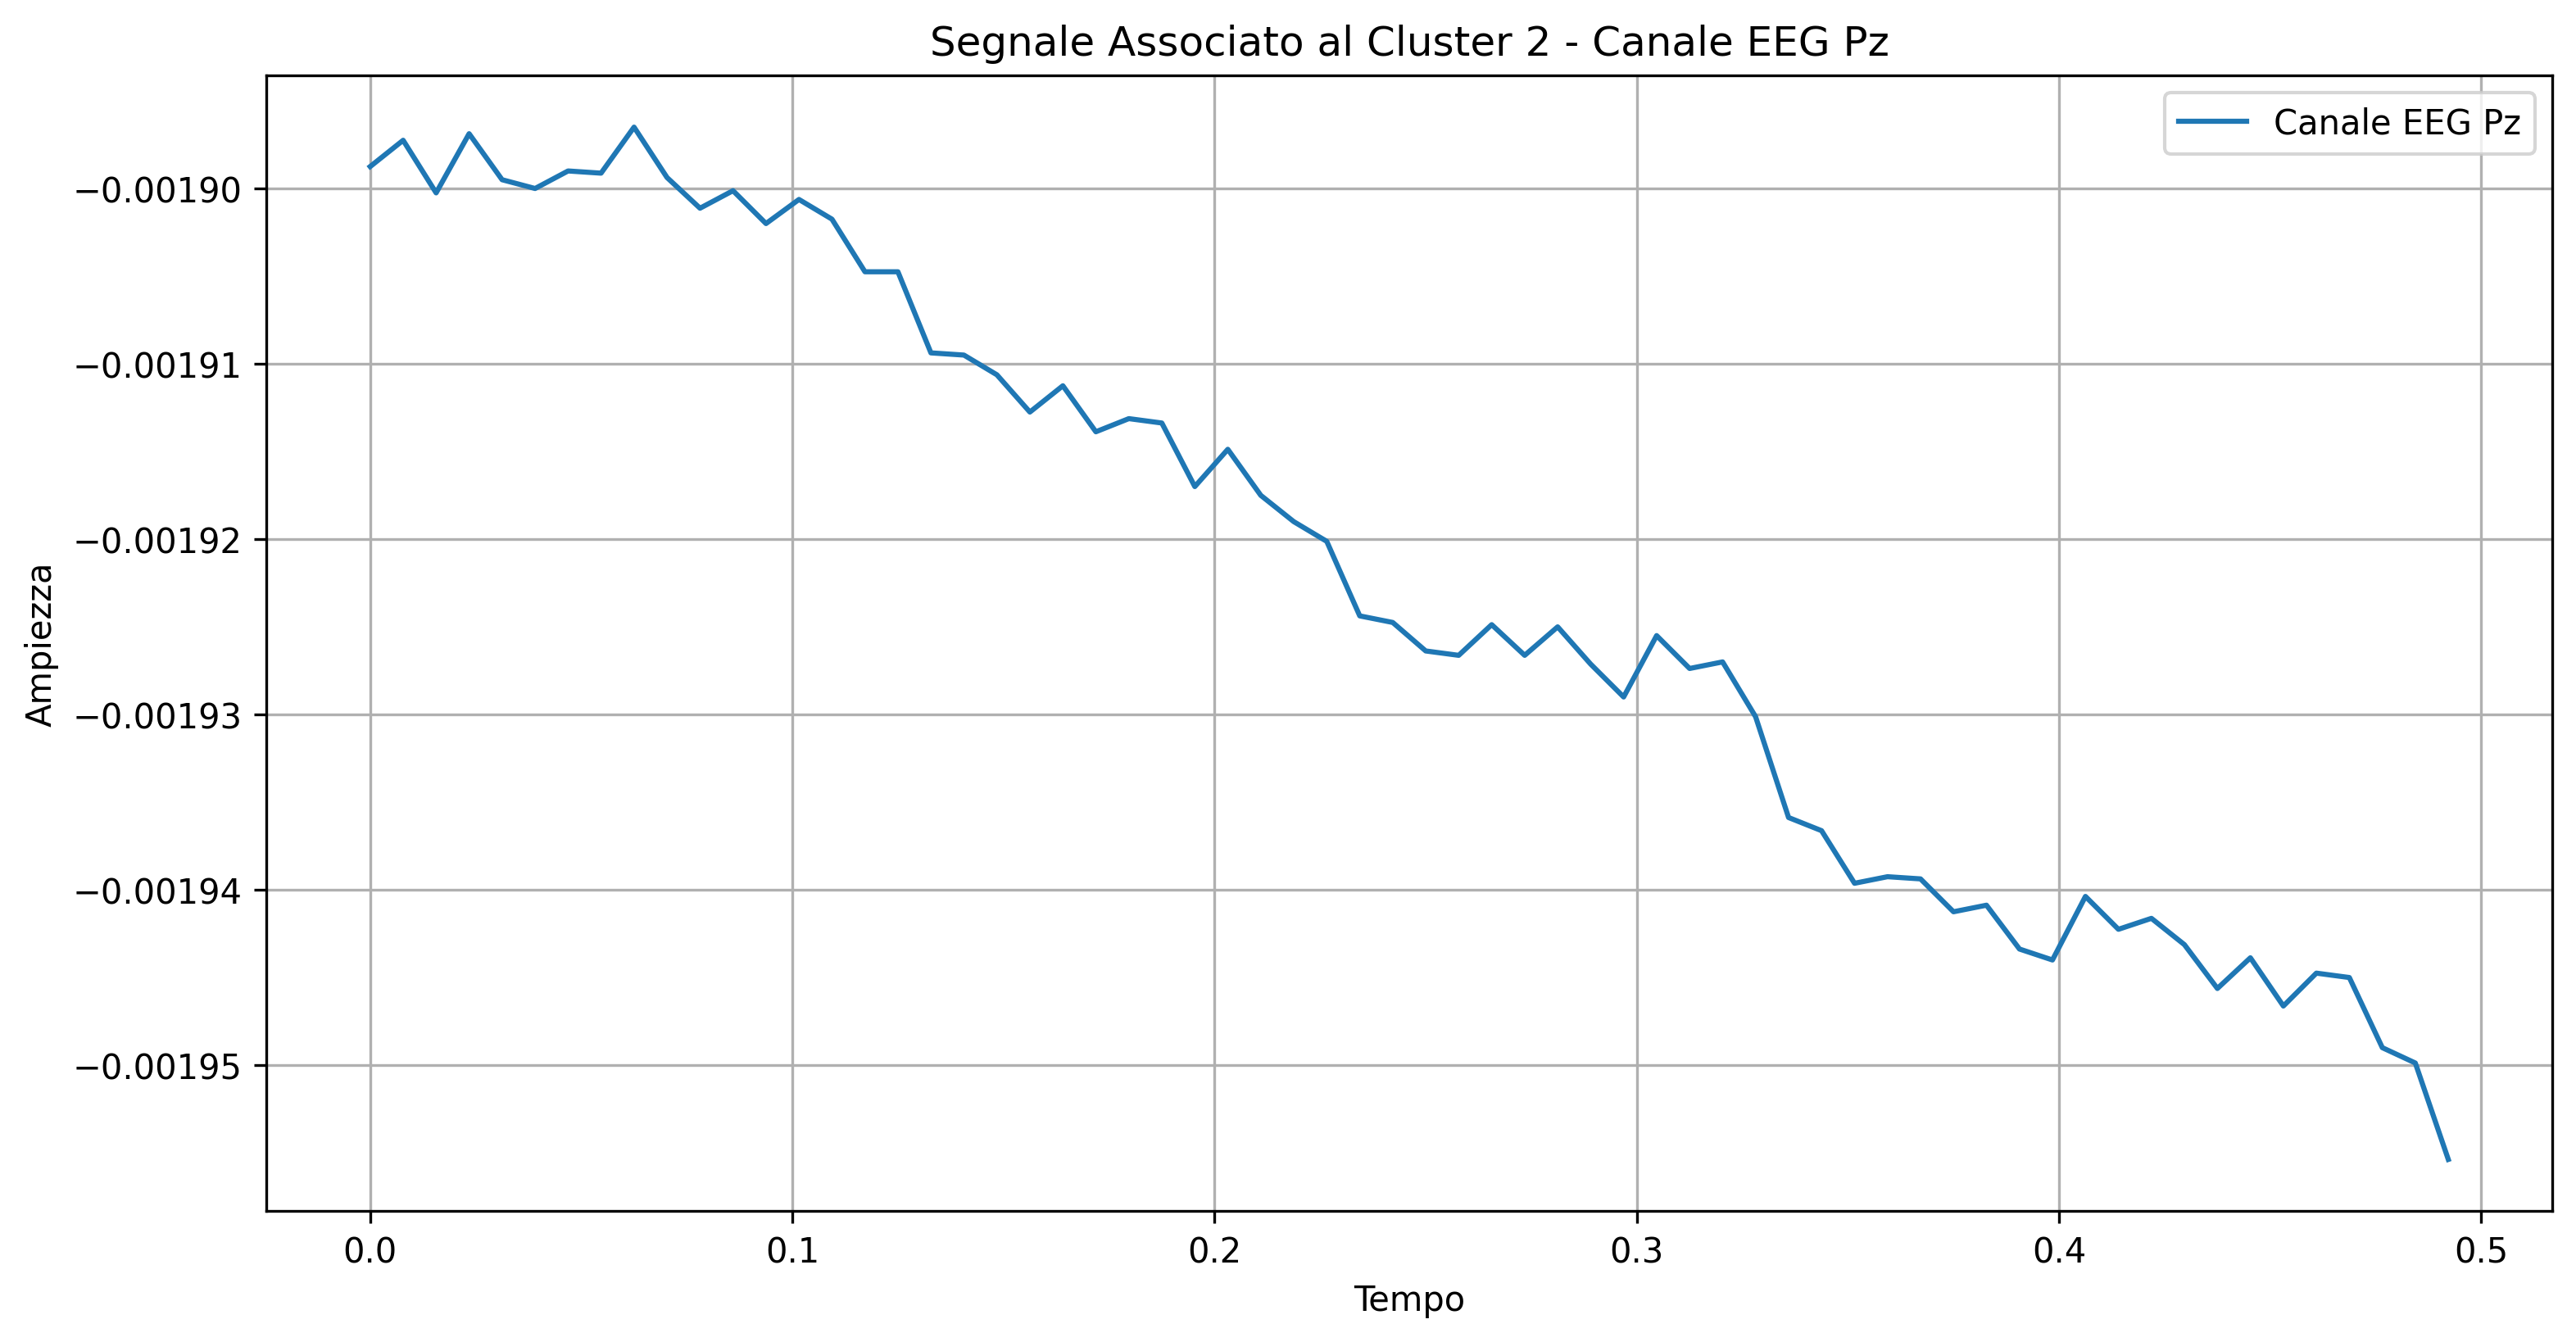 Segnale Associato al Cluster 2 - Canale EEG Pz
Canale EEG Pz
Ampiezza
−0.00190
−0.00191
−0.00192
−0.00193
−0.00194
−0.00195
0.0 0.1 0.2 0.3 0.4 0.5
Tempo